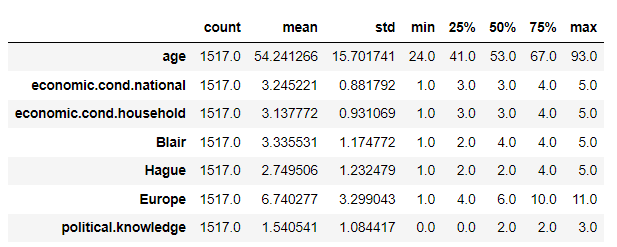 count mean std min 25% 50% 75% max
age 1517.0 54.241266 15.701741 24.0 41.0 53.0 67.0 93.0
economic.cond.national 1517.0 3.245221 0.881792 1.0 3.0 3.0 4.0 5.0
economic.cond.household 1517.0 3.137772 0.931069 1.0 3.0 3.0 4.0 5.0
Blair 1517.0 3.335531 1.174772 1.0 2.0 4.0 4.0 5.0
Hague 1517.0 2.749506 1.232479 1.0 2.0 2.0 4.0 5.0
Europe 1517.0 6.740277 3.299043 1.0 4.0 6.0 10.0 11.0
political.knowledge 1517.0 1.540541 1.084417 0.0 0.0 2.0 2.0 3.0